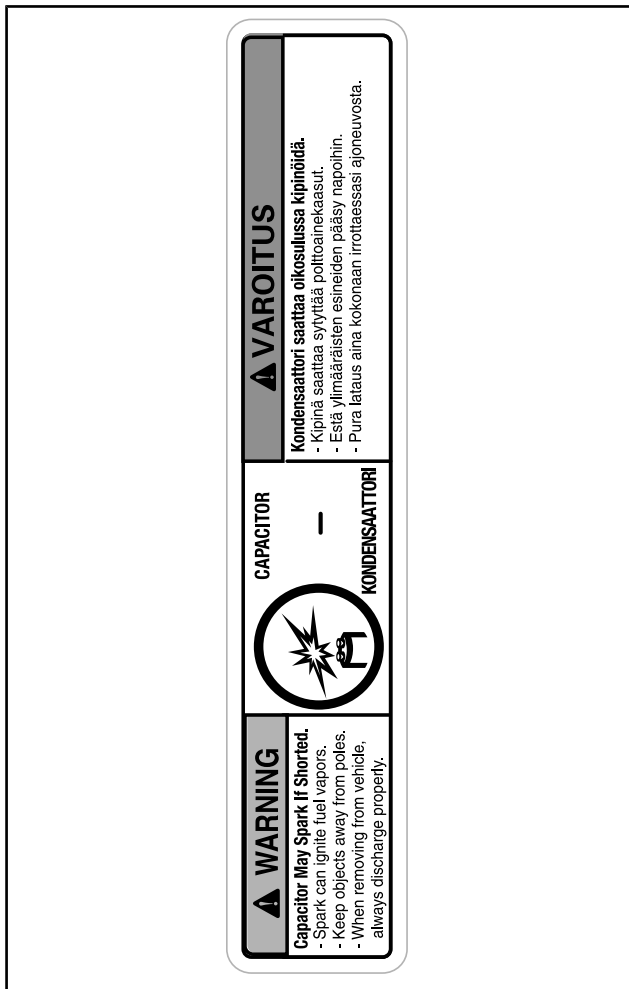 WARNING
Capacitor May Spark If Shorted.
- Spark can ignite fuel vapors.
- Keep objects away from poles.
- When removing from vehicle,
always discharge properly.
CAPACITOR
–
KONDENSAATTORI
VAROITUS
Kondensaattori saattaa oikosulussa kipinöidä.
- Kipinä saattaa sytyttää polttoainekaasut.
- Estä ylimääräisten esineiden pääsy napoihin.
- Pura lataus aina kokonaan irrottaessasi ajoneuvosta.